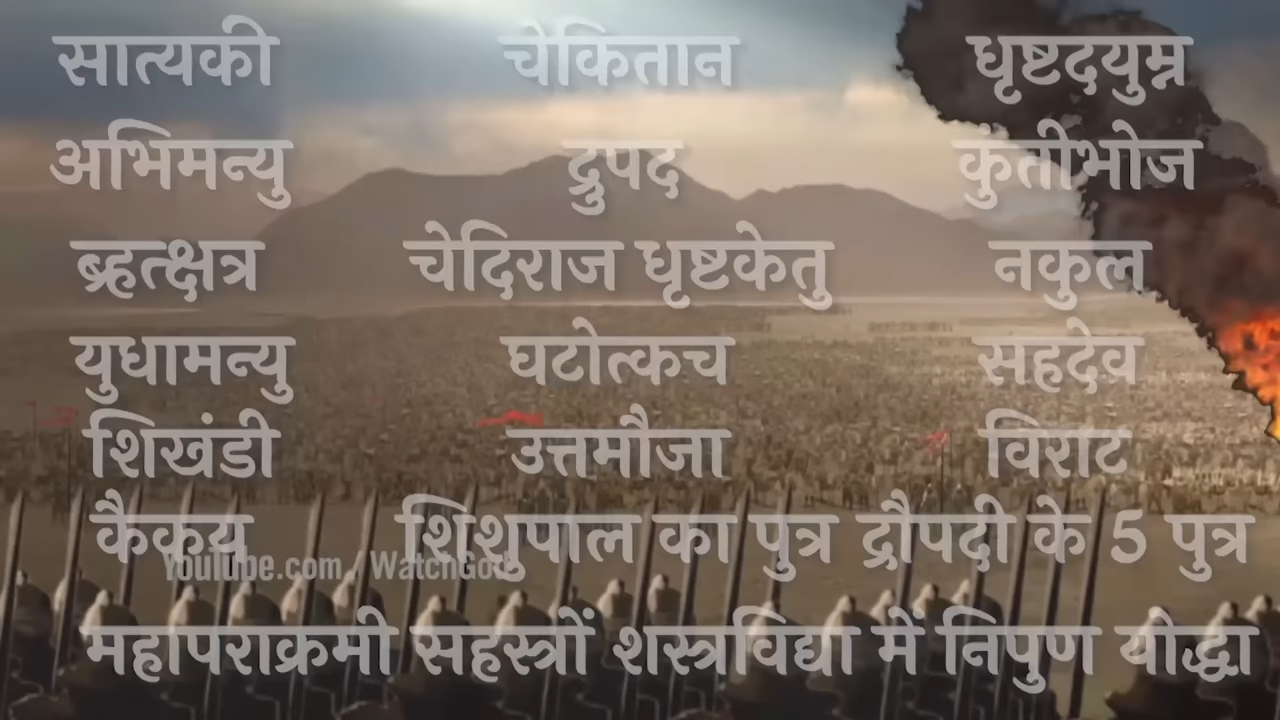 सात्यकी चेकितान धृष्टदयुम्न
अभिमन्यु द्रुपद कुंतीभोज
ब्र्हत्क्षत्र चेदिराज धृष्टकेतु नकुल
युधामन्यु घटोत्कच सहदेव
शिखंडी उत्तमौजा विराट
कैकय शिशुपाल का पुत्र द्रौपदी के 5 पुत्र
YouTube.com / WatchGod
महापराक्रमी सहस्त्रों शस्त्रविद्या में निपुण योद्धा